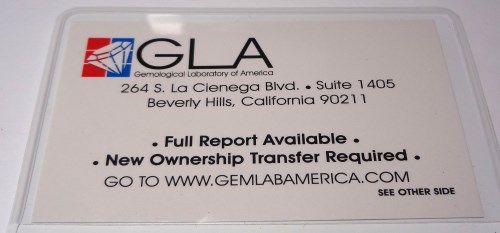 GLA
Gemological Laboratory of America
264 S. La Cienega Blvd. • Suite 1405
Beverly Hills, California 90211
• Full Report Available •
• New Ownership Transfer Required •
GO TO WWW.GEMLABAMERICA.COM
SEE OTHER SIDE